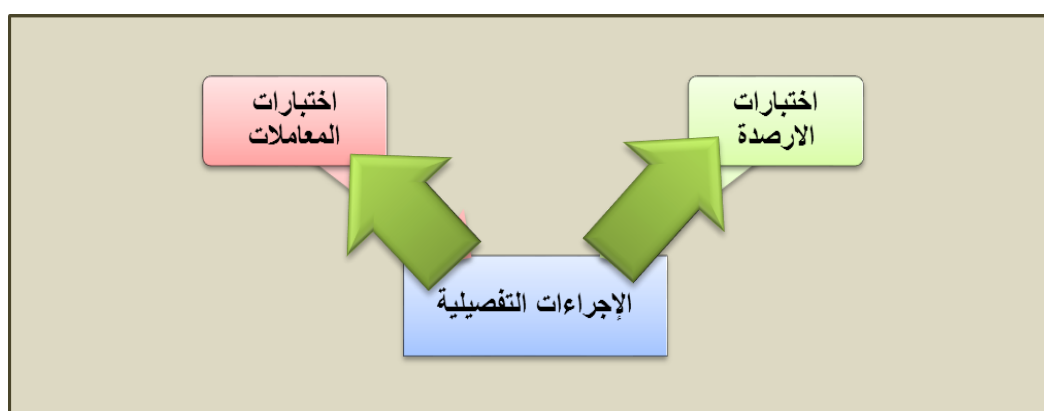 اختبارات
الارصدة
اختبارات
المعاملات
الإجراءات التفصيلية